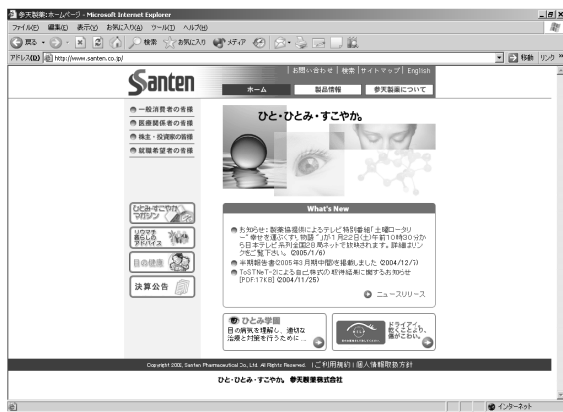 参天製薬:ホームページ - Microsoft Internet Explorer
ファイル(F) 編集(E) 表示(V) お気に入り(A) ツール(T) ヘルプ(H)
戻る 検索 お気に入り メディア
アドレス(D) http://www.santen.co.jp/ 移動 リンク
お問い合わせ | 検索 | サイトマップ | English
Santen
ホーム 製品情報 参天製薬について
一般消費者の皆様
医療関係者の皆様
株主・投資家の皆様
就職希望者の皆様
ひと・ひとみ・すこやか。
ひとみすこやか
マガジン
リウマチ
暮らしの
アドバイス
目の健康
決算公告
What's New
お知らせ:製薬協提供によるテレビ特別番組「土曜ロータリ
ー"幸せを運ぶくすり物語"」が1月22日(土)午前10時30分か
ら日本テレビ系列全国28局ネットで放映されます。詳細はリン
クをご覧下さい。(2005/1/6)
半期報告書(2005年3月期中間)を掲載しました (2004/12/7)
ToSTNeT-2による自己株式の取得結果に関するお知らせ
[PDF:17KB] (2004/11/25)
ニュースリリース
ひとみ学園
目の病気を理解し、適切な
治療と対策を行うために...
ドライアイ。
乾くことより、
傷がこわい。
Copyright 2000, Santen Pharmaceutical Co., Ltd. All Rights Reserved. | ご利用規約 | 個人情報取扱方針
ひと・ひとみ・すこやか。 参天製薬株式会社
インターネット